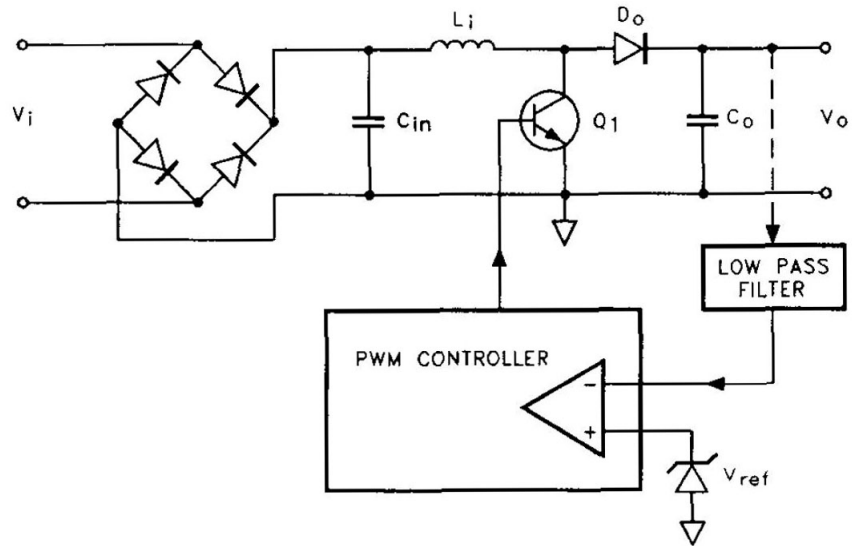 Li
Do
Vi
Cin
Q1
Co
Vo
LOW PASS
FILTER
PWM CONTROLLER
-
+
Vref